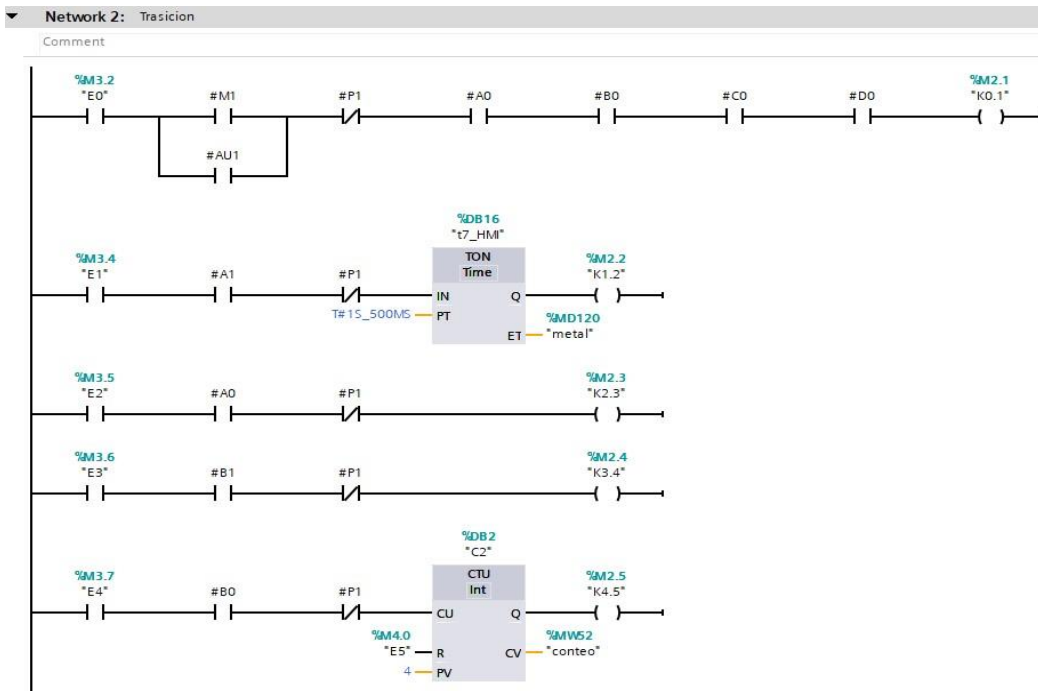 Network 2: Trasicion
Comment
%M3.2 %M2.1
"E0" #M1 #P1 #A0 #B0 #C0 #D0 "K0.1"
#AU1
%DB16
"t7_HMI"
%M3.4 TON %M2.2
"E1" #A1 #P1 Time "K1.2"
IN Q
T#1S_500MS PT %MD120
ET "metal"
%M3.5 %M2.3
"E2" #A0 #P1 "K2.3"
%M3.6 %M2.4
"E3" #B1 #P1 "K3.4"
%DB2
"C2"
%M3.7 CTU %M2.5
"E4" #B0 #P1 Int "K4.5"
CU Q
%M4.0 %MW52
"E5" R CV "conteo"
4 PV